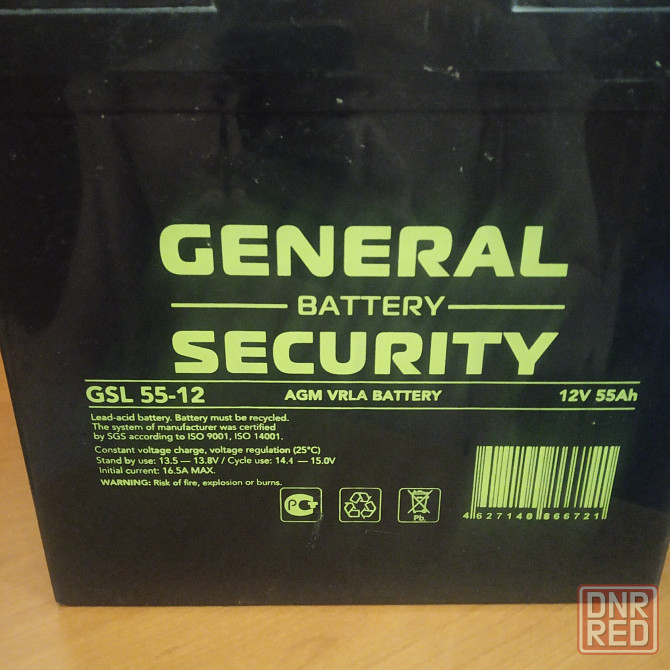 GENERAL
BATTERY
SECURITY
GSL 55-12 AGM VRLA BATTERY 12V 55Ah
Lead-acid battery. Battery must be recycled.
The system of manufacturer was certified
by SGS according to ISO 9001, ISO 14001.
Constant voltage charge, voltage regulation (25°C)
Stand by use: 13.5 — 13.8V / Cycle use: 14.4 — 15.0V
Initial current: 16.5A MAX.
WARNING: Risk of fire, explosion or burns.
Pb
4 627140 866721
DNR
RED